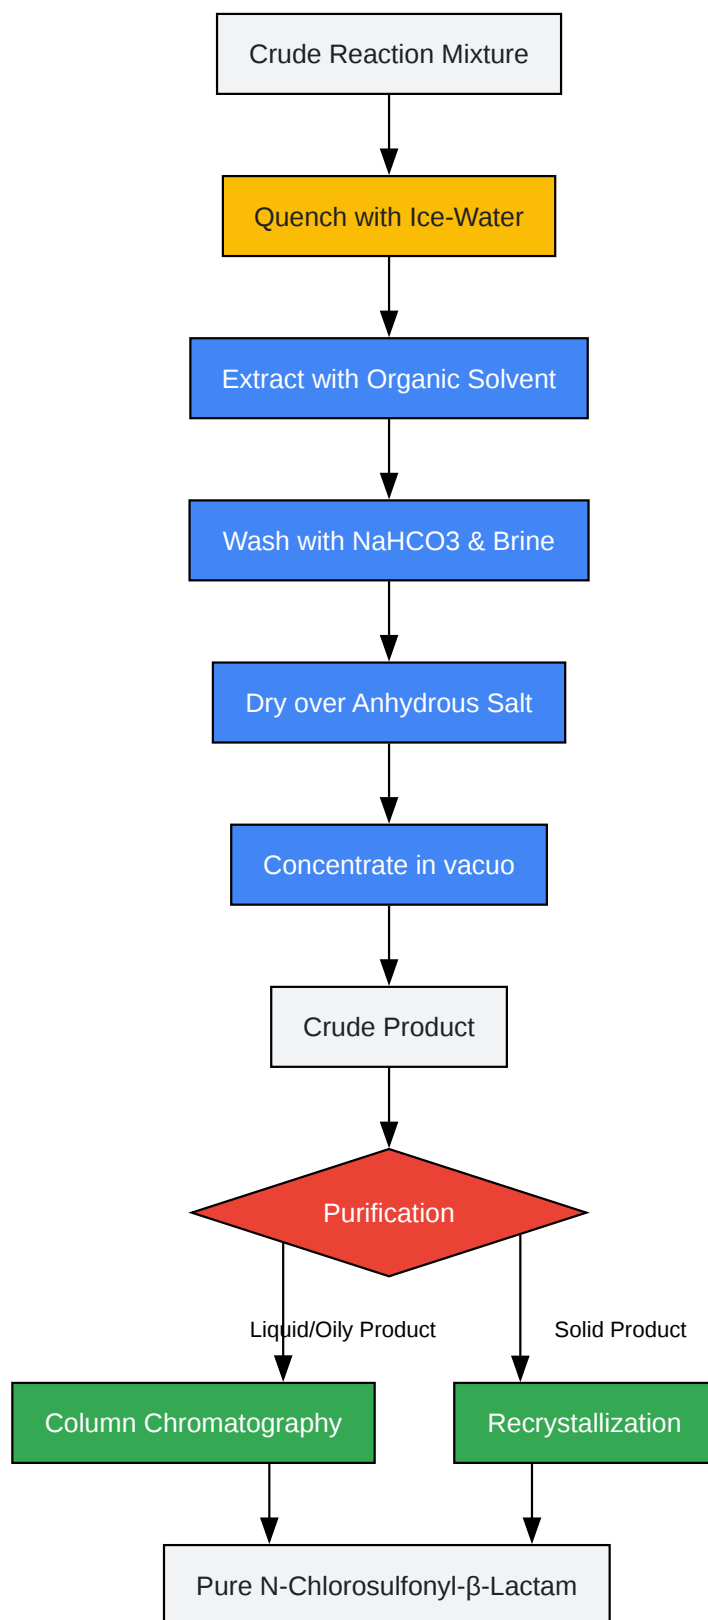 Crude Reaction Mixture
Quench with Ice-Water
Extract with Organic Solvent
Wash with NaHCO3 & Brine
Dry over Anhydrous Salt
Concentrate in vacuo
Crude Product
Purification
Liquid/Oily Product
Solid Product
Column Chromatography
Recrystallization
Pure N-Chlorosulfonyl-β-Lactam